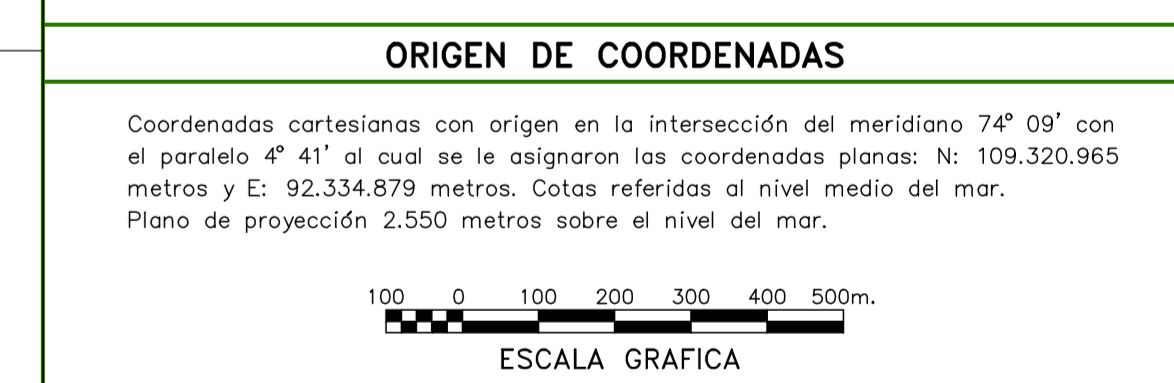 ORIGEN DE COORDENADAS
Coordenadas cartesianas con origen en la intersección del meridiano 74° 09' con
el paralelo 4° 41' al cual se le asignaron las coordenadas planas: N: 109.320.965
metros y E: 92.334.879 metros. Cotas referidas al nivel medio del mar.
Plano de proyección 2.550 metros sobre el nivel del mar.
100 0 100 200 300 400 500m.
ESCALA GRAFICA